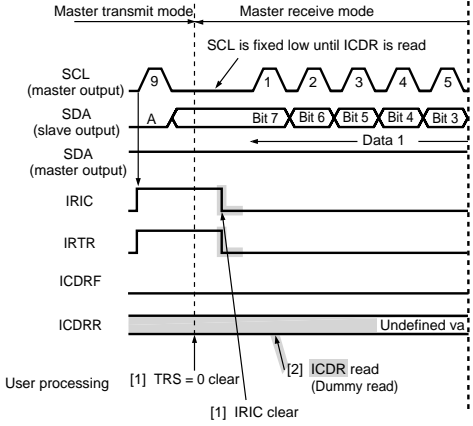 Master transmit mode
Master receive mode
SCL is fixed low until ICDR is read
SCL
(master output)
9
1
2
3
4
5
SDA
(slave output)
A
Bit 7
Bit 6
Bit 5
Bit 4
Bit 3
Data 1
SDA
(master output)
IRIC
IRTR
ICDRF
ICDRR
Undefined va
User processing
[1] TRS = 0 clear
[2] ICDR read
(Dummy read)
[1] IRIC clear